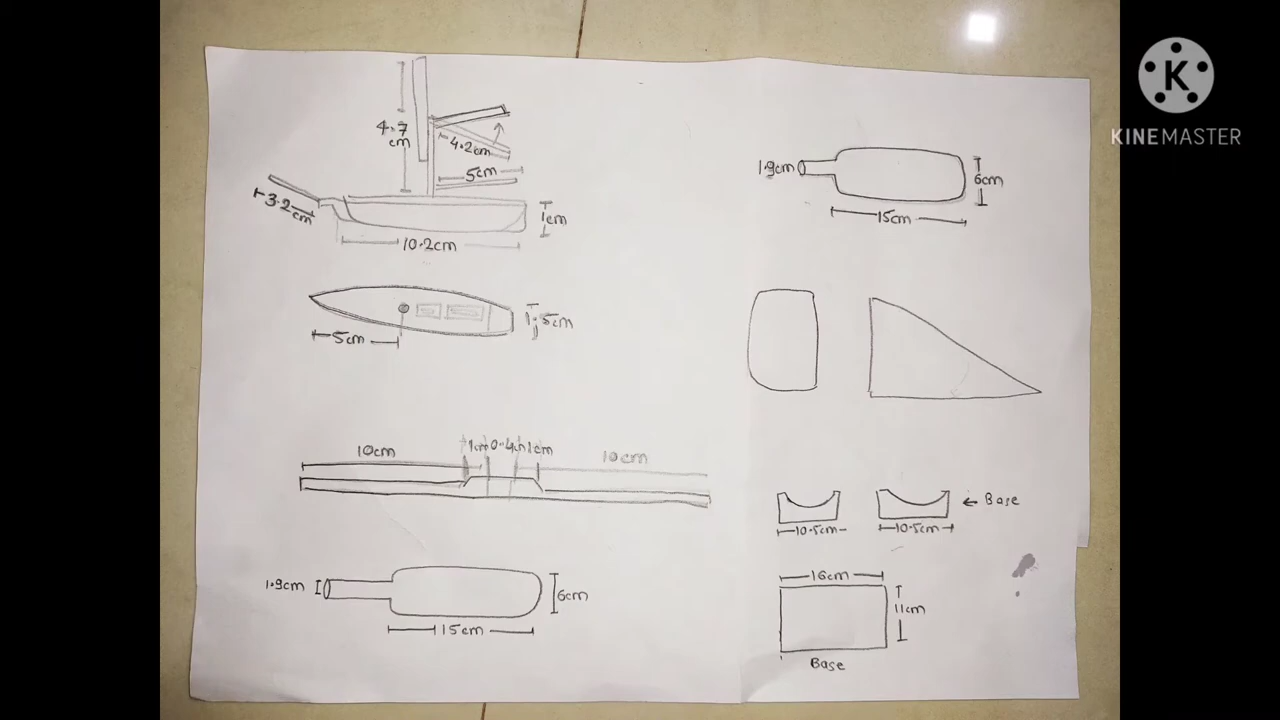 4.7
cm
4.2cm
5cm
3.2cm
1cm
10.2cm
5cm
1.5cm
10cm
1cm
0.4cm
1cm
10cm
1.9cm
6cm
15cm
1.9cm
6cm
15cm
10.5cm
10.5cm
← Base
16cm
11cm
Base
K
KINEMASTER